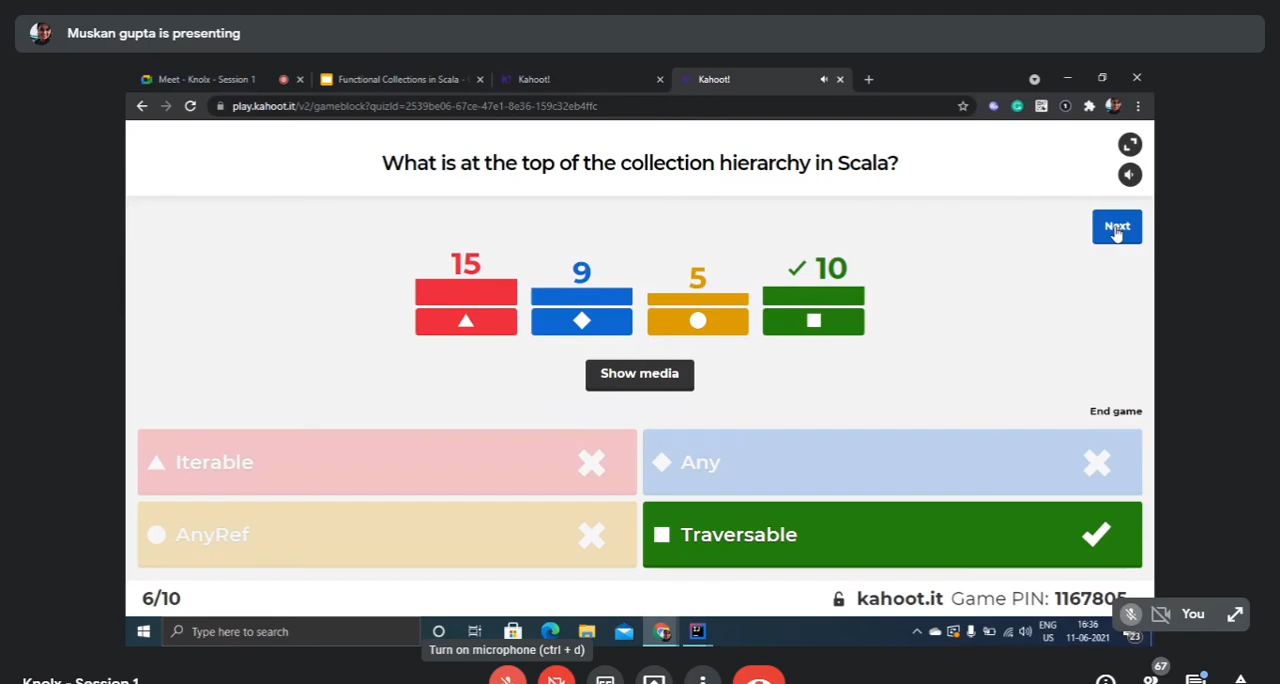 Muskan gupta is presenting
Meet - Knolx - Session 1
Functional Collections in Scala -
Kahoot!
Kahoot!
play.kahoot.it/v2/gameblock?quizId=2539be06-67ce-47e1-8e36-159c32eb4ffc
What is at the top of the collection hierarchy in Scala?
Next
15
9
5
10
Show media
End game
Iterable
Any
AnyRef
Traversable
6/10
kahoot.it Game PIN: 1167805
You
Type here to search
ENG
US
16:36
11-06-2021
23
Turn on microphone (ctrl + d)
67
Knolx - Session 1